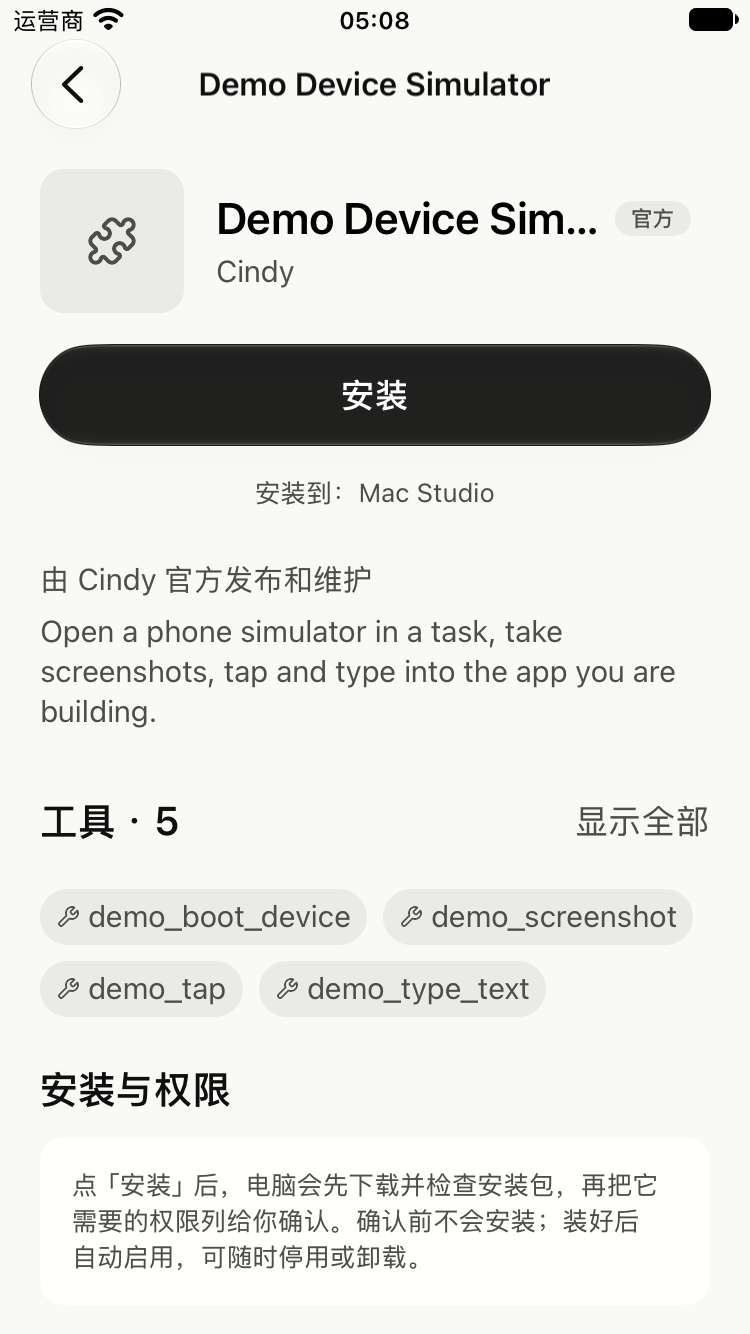 运营商
05:08
Demo Device Simulator
Demo Device Sim...
官方
Cindy
安装
安装到：Mac Studio
由 Cindy 官方发布和维护
Open a phone simulator in a task, take
screenshots, tap and type into the app you are
building.
工具 · 5
显示全部
demo_boot_device
demo_screenshot
demo_tap
demo_type_text
安装与权限
点「安装」后，电脑会先下载并检查安装包，再把它
需要的权限列给你确认。确认前不会安装；装好后
自动启用，可随时停用或卸载。